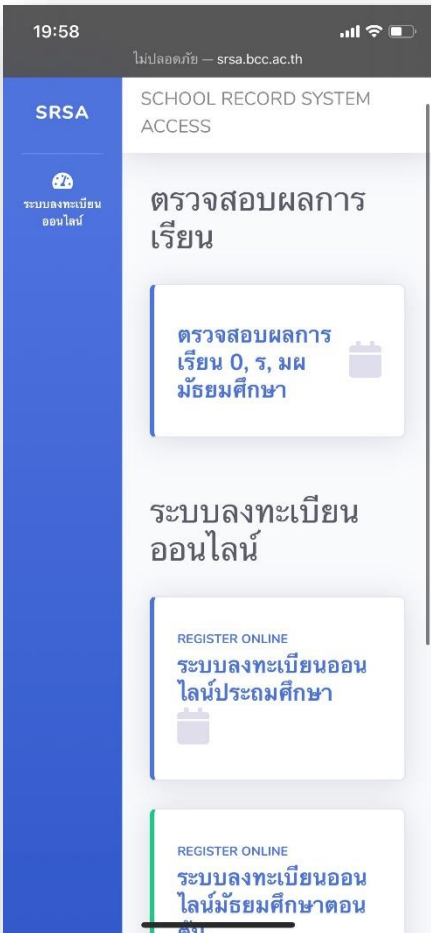 19:58
ไม่ปลอดภัย — srsa.bcc.ac.th
SRSA
ระบบลงทะเบียน
ออนไลน์
SCHOOL RECORD SYSTEM
ACCESS
ตรวจสอบผลการ
เรียน
ตรวจสอบผลการ
เรียน 0, ร, มผ
มัธยมศึกษา
ระบบลงทะเบียน
ออนไลน์
REGISTER ONLINE
ระบบลงทะเบียนออน
ไลน์ประถมศึกษา
REGISTER ONLINE
ระบบลงทะเบียนออน
ไลน์มัธยมศึกษาตอน